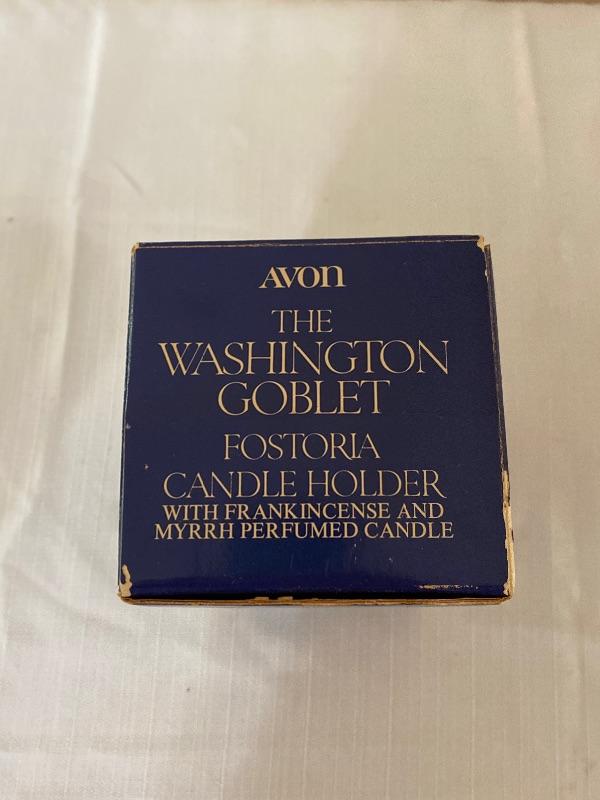 AVON
THE
WASHINGTON
GOBLET
FOSTORIA
CANDLE HOLDER
WITH FRANKINCENSE AND
MYRRH PERFUMED CANDLE